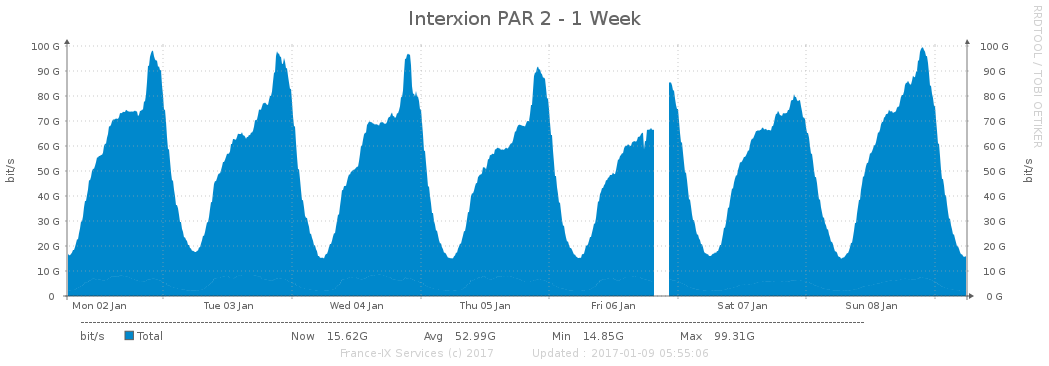 Interxion PAR 2 - 1 Week
RRDTOOL / TOBI OETIKER
bit/s
bit/s
100 G 100 G
90 G 90 G
80 G 80 G
70 G 70 G
60 G 60 G
50 G 50 G
40 G 40 G
30 G 30 G
20 G 20 G
10 G 10 G
0 0 G
Mon 02 Jan Tue 03 Jan Wed 04 Jan Thu 05 Jan Fri 06 Jan Sat 07 Jan Sun 08 Jan
bit/s Total Now 15.62G Avg 52.99G Min 14.85G Max 99.31G
France-IX Services (c) 2017 Updated : 2017-01-09 05:55:06